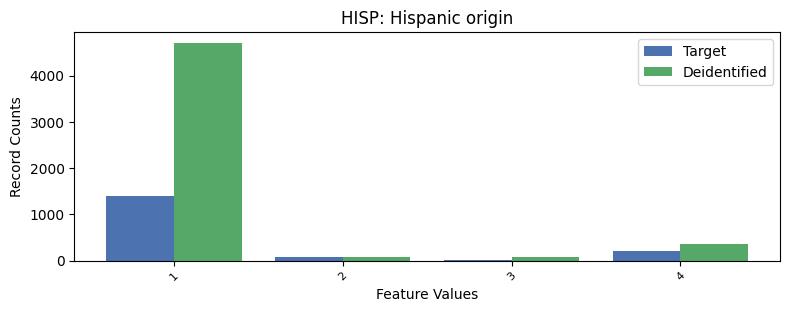 HISP: Hispanic origin
Target
Deidentified
Record Counts
4000
3000
2000
1000
0
1 2 3 4
Feature Values